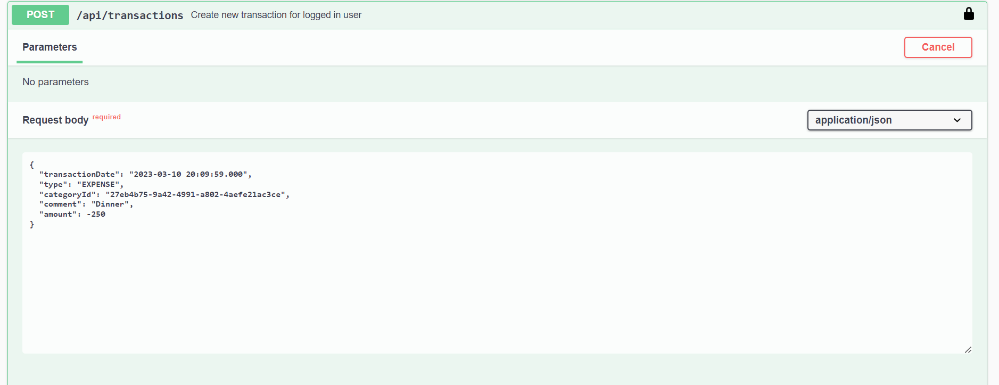 POST /api/transactions Create new transaction for logged in user
Parameters Cancel
No parameters
Request body required application/json
{
  "transactionDate": "2023-03-10 20:09:59.000",
  "type": "EXPENSE",
  "categoryId": "27eb4b75-9a42-4991-a802-4aefe21ac3ce",
  "comment": "Dinner",
  "amount": -250
}